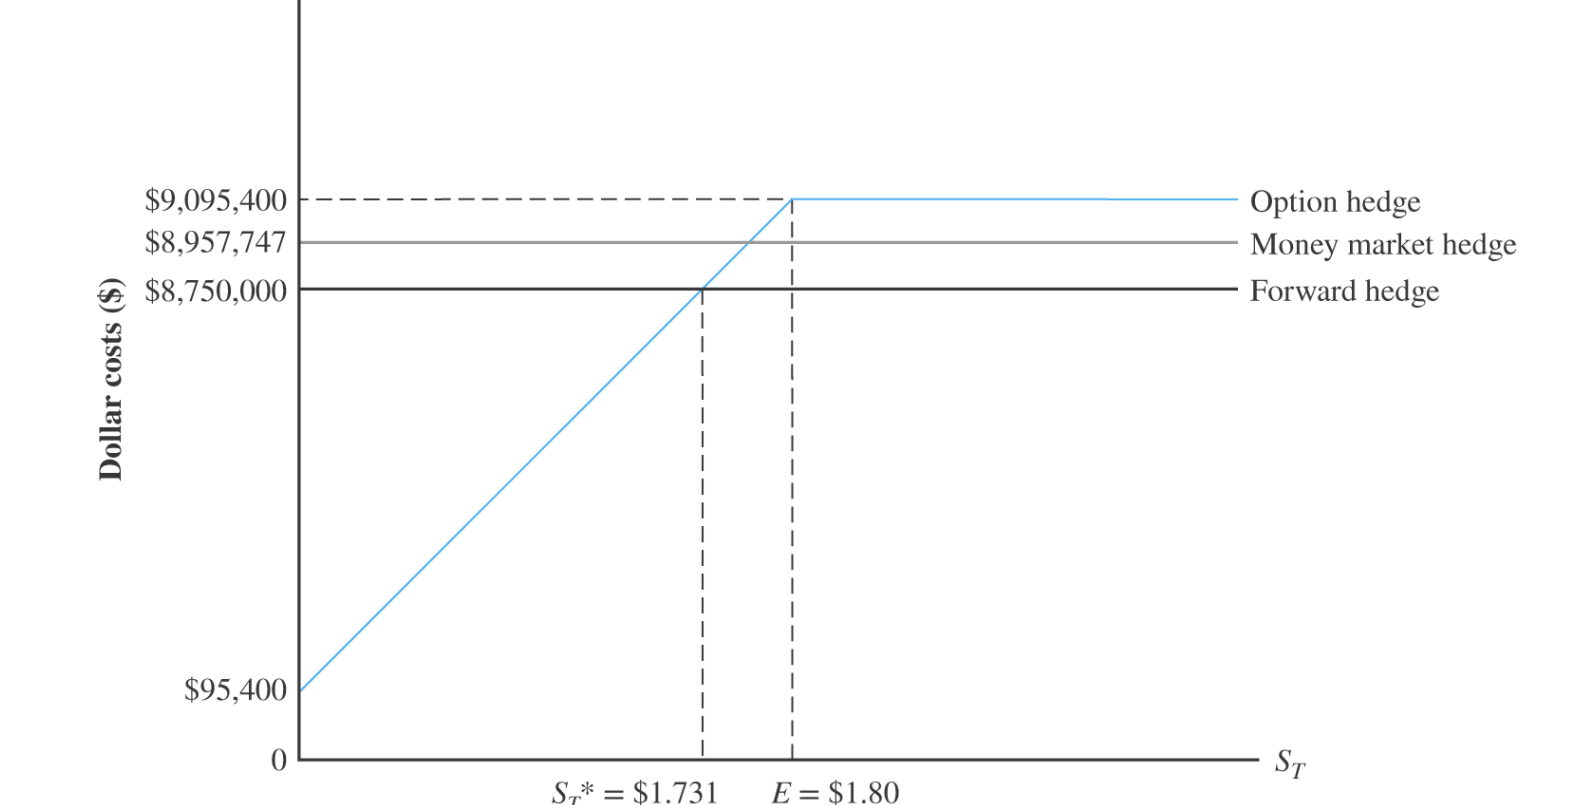 $9,095,400
Option hedge
$8,957,747
Money market hedge
$8,750,000
Forward hedge
Dollar costs ($)
$95,400
0
S_T
S_T* = $1.731
E = $1.80